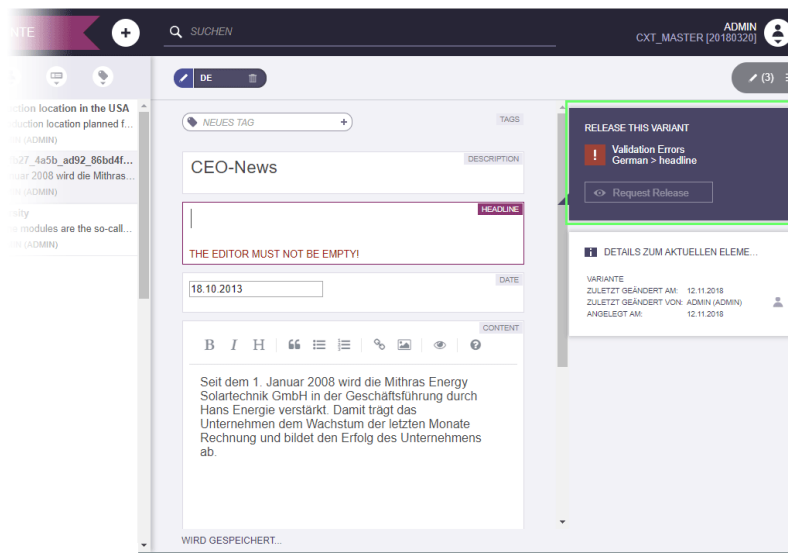 NTE
SUCHEN
ADMIN
CXT_MASTER [20180320]
DE
(3)
ction location in the USA
duction location planned f...
(ADMIN)
b27_4a5b_ad92_86bd4f...
nuar 2008 wird die Mithras...
(ADMIN)
sity
e modules are the so-call...
(ADMIN)
NEUES TAG
+
TAGS
CEO-News
DESCRIPTION
HEADLINE
THE EDITOR MUST NOT BE EMPTY!
DATE
18.10.2013
CONTENT
B I H
Seit dem 1. Januar 2008 wird die Mithras Energy
Solartechnik GmbH in der Geschäftsführung durch
Hans Energie verstärkt. Damit trägt das
Unternehmen dem Wachstum der letzten Monate
Rechnung und bildet den Erfolg des Unternehmens
ab.
WIRD GESPEICHERT...
RELEASE THIS VARIANT
Validation Errors
German > headline
Request Release
DETAILS ZUM AKTUELLEN ELEME...
VARIANTE
ZULETZT GEÄNDERT AM: 12.11.2018
ZULETZT GEÄNDERT VON: ADMIN (ADMIN)
ANGELEGT AM: 12.11.2018